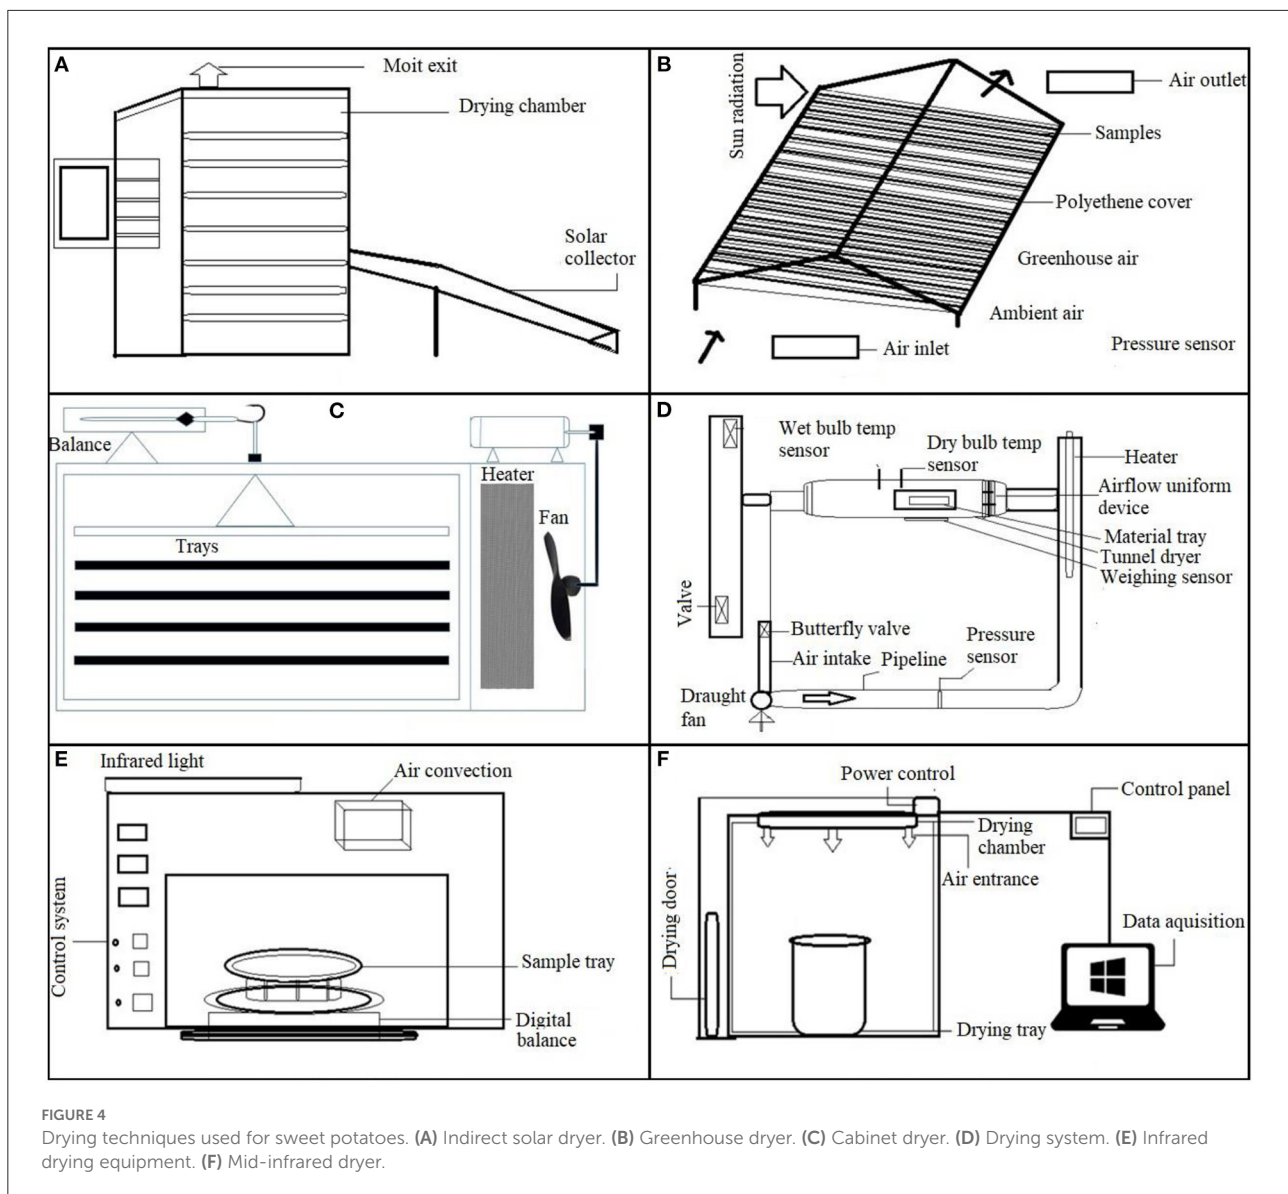 A
Moit exit
Drying chamber
Solar
collector
B
Sun radiation
Air outlet
Samples
Polyethene cover
Greenhouse air
Ambient air
Air inlet
Pressure sensor
C
Balance
Heater
Fan
Trays
D
Wet bulb temp
sensor
Dry bulb temp
sensor
Heater
Airflow uniform
device
Material tray
Tunnel dryer
Weighing sensor
Valve
Butterfly valve
Air intake
Pipeline
Pressure
sensor
Draught
fan
E
Infrared light
Air convection
Control system
Sample tray
Digital
balance
F
Power control
Control panel
Drying
chamber
Air entrance
Drying door
Data aquisition
Drying tray
FIGURE 4
Drying techniques used for sweet potatoes. (A) Indirect solar dryer. (B) Greenhouse dryer. (C) Cabinet dryer. (D) Drying system. (E) Infrared
drying equipment. (F) Mid-infrared dryer.